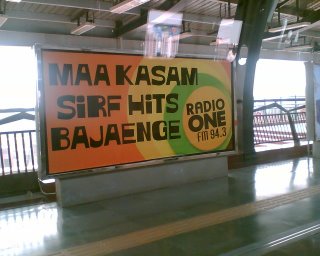 MAA KASAM
SiRF HiTS
BAJAENGE
RADIO
ONE
FM 94.3